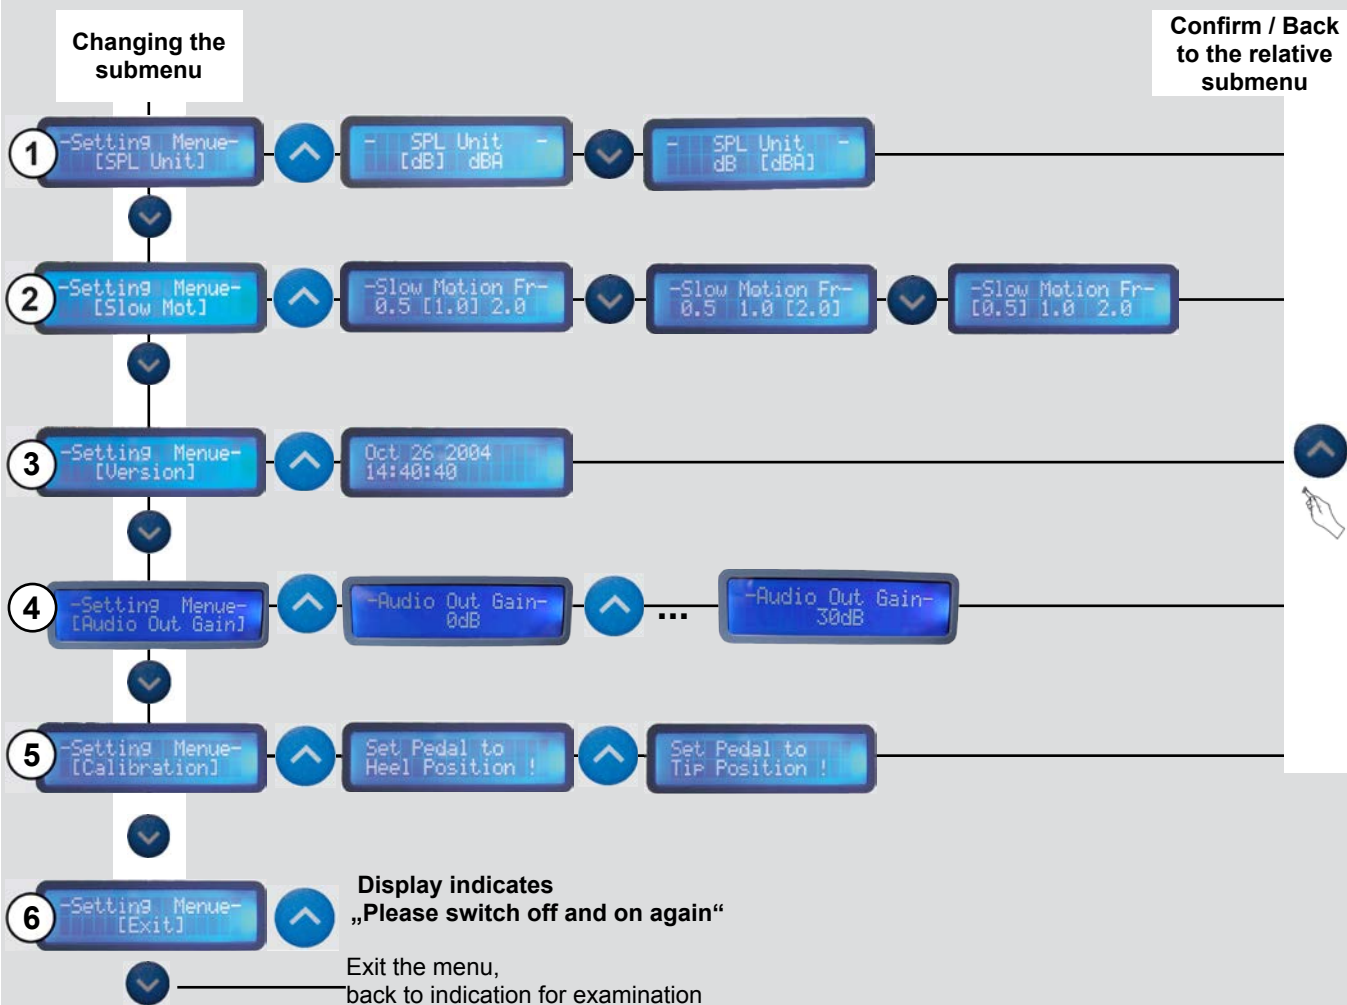 Changing the
submenu
Confirm / Back
to the relative
submenu
1
-Setting Menue-
[SPL Unit]
- SPL Unit -
[dB] dBA
- SPL Unit -
dB [dBA]
2
-Setting Menue-
[Slow Mot]
-Slow Motion Fr-
0.5 [1.0] 2.0
-Slow Motion Fr-
0.5 1.0 [2.0]
-Slow Motion Fr-
[0.5] 1.0 2.0
3
-Setting Menue-
[Version]
Oct 26 2004
14:40:40
4
-Setting Menue-
[Audio Out Gain]
-Audio Out Gain-
0dB
...
-Audio Out Gain-
30dB
5
-Setting Menue-
[Calibration]
Set Pedal to
Heel Position !
Set Pedal to
Tip Position !
6
-Setting Menue-
[Exit]
Display indicates
„Please switch off and on again“
Exit the menu,
back to indication for examination